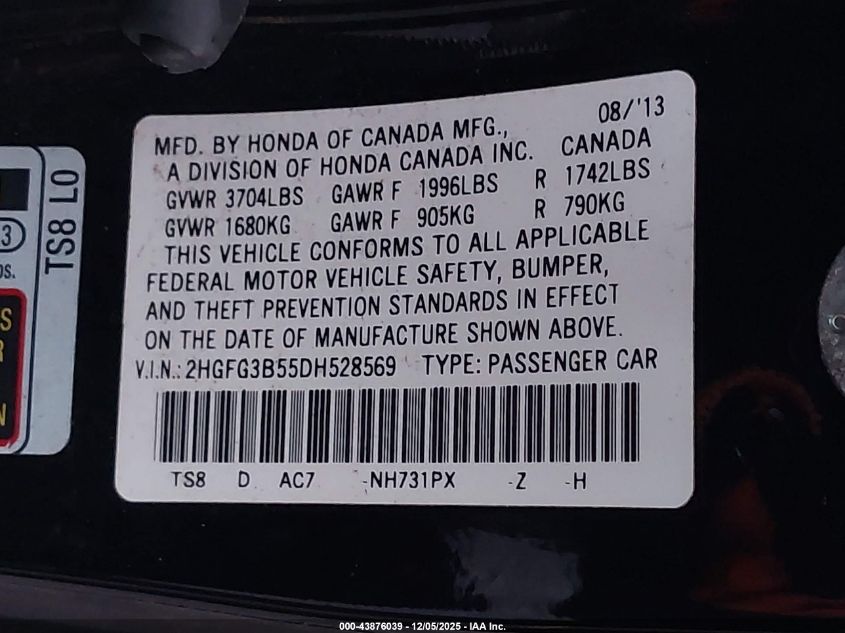 08/'13
MFD. BY HONDA OF CANADA MFG.,
A DIVISION OF HONDA CANADA INC. CANADA
GVWR 3704LBS GAWR F 1996LBS R 1742LBS
GVWR 1680KG GAWR F 905KG R 790KG
THIS VEHICLE CONFORMS TO ALL APPLICABLE
FEDERAL MOTOR VEHICLE SAFETY, BUMPER,
AND THEFT PREVENTION STANDARDS IN EFFECT
ON THE DATE OF MANUFACTURE SHOWN ABOVE.
V.I.N.: 2HGFG3B55DH528569 TYPE: PASSENGER CAR
TS8 D AC7 -NH731PX -Z -H
TS8 L0
3
000-43876039 - 12/05/2025 - IAA Inc.